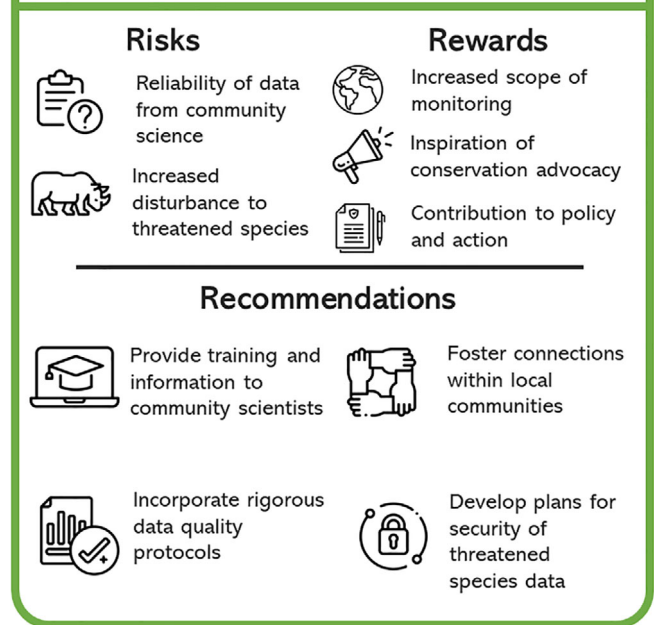 Risks
Reliability of data
from community
science
Increased
disturbance to
threatened species
Rewards
Increased scope of
monitoring
Inspiration of
conservation advocacy
Contribution to policy
and action
Recommendations
Provide training and
information to
community scientists
Foster connections
within local
communities
Incorporate rigorous
data quality
protocols
Develop plans for
security of
threatened
species data